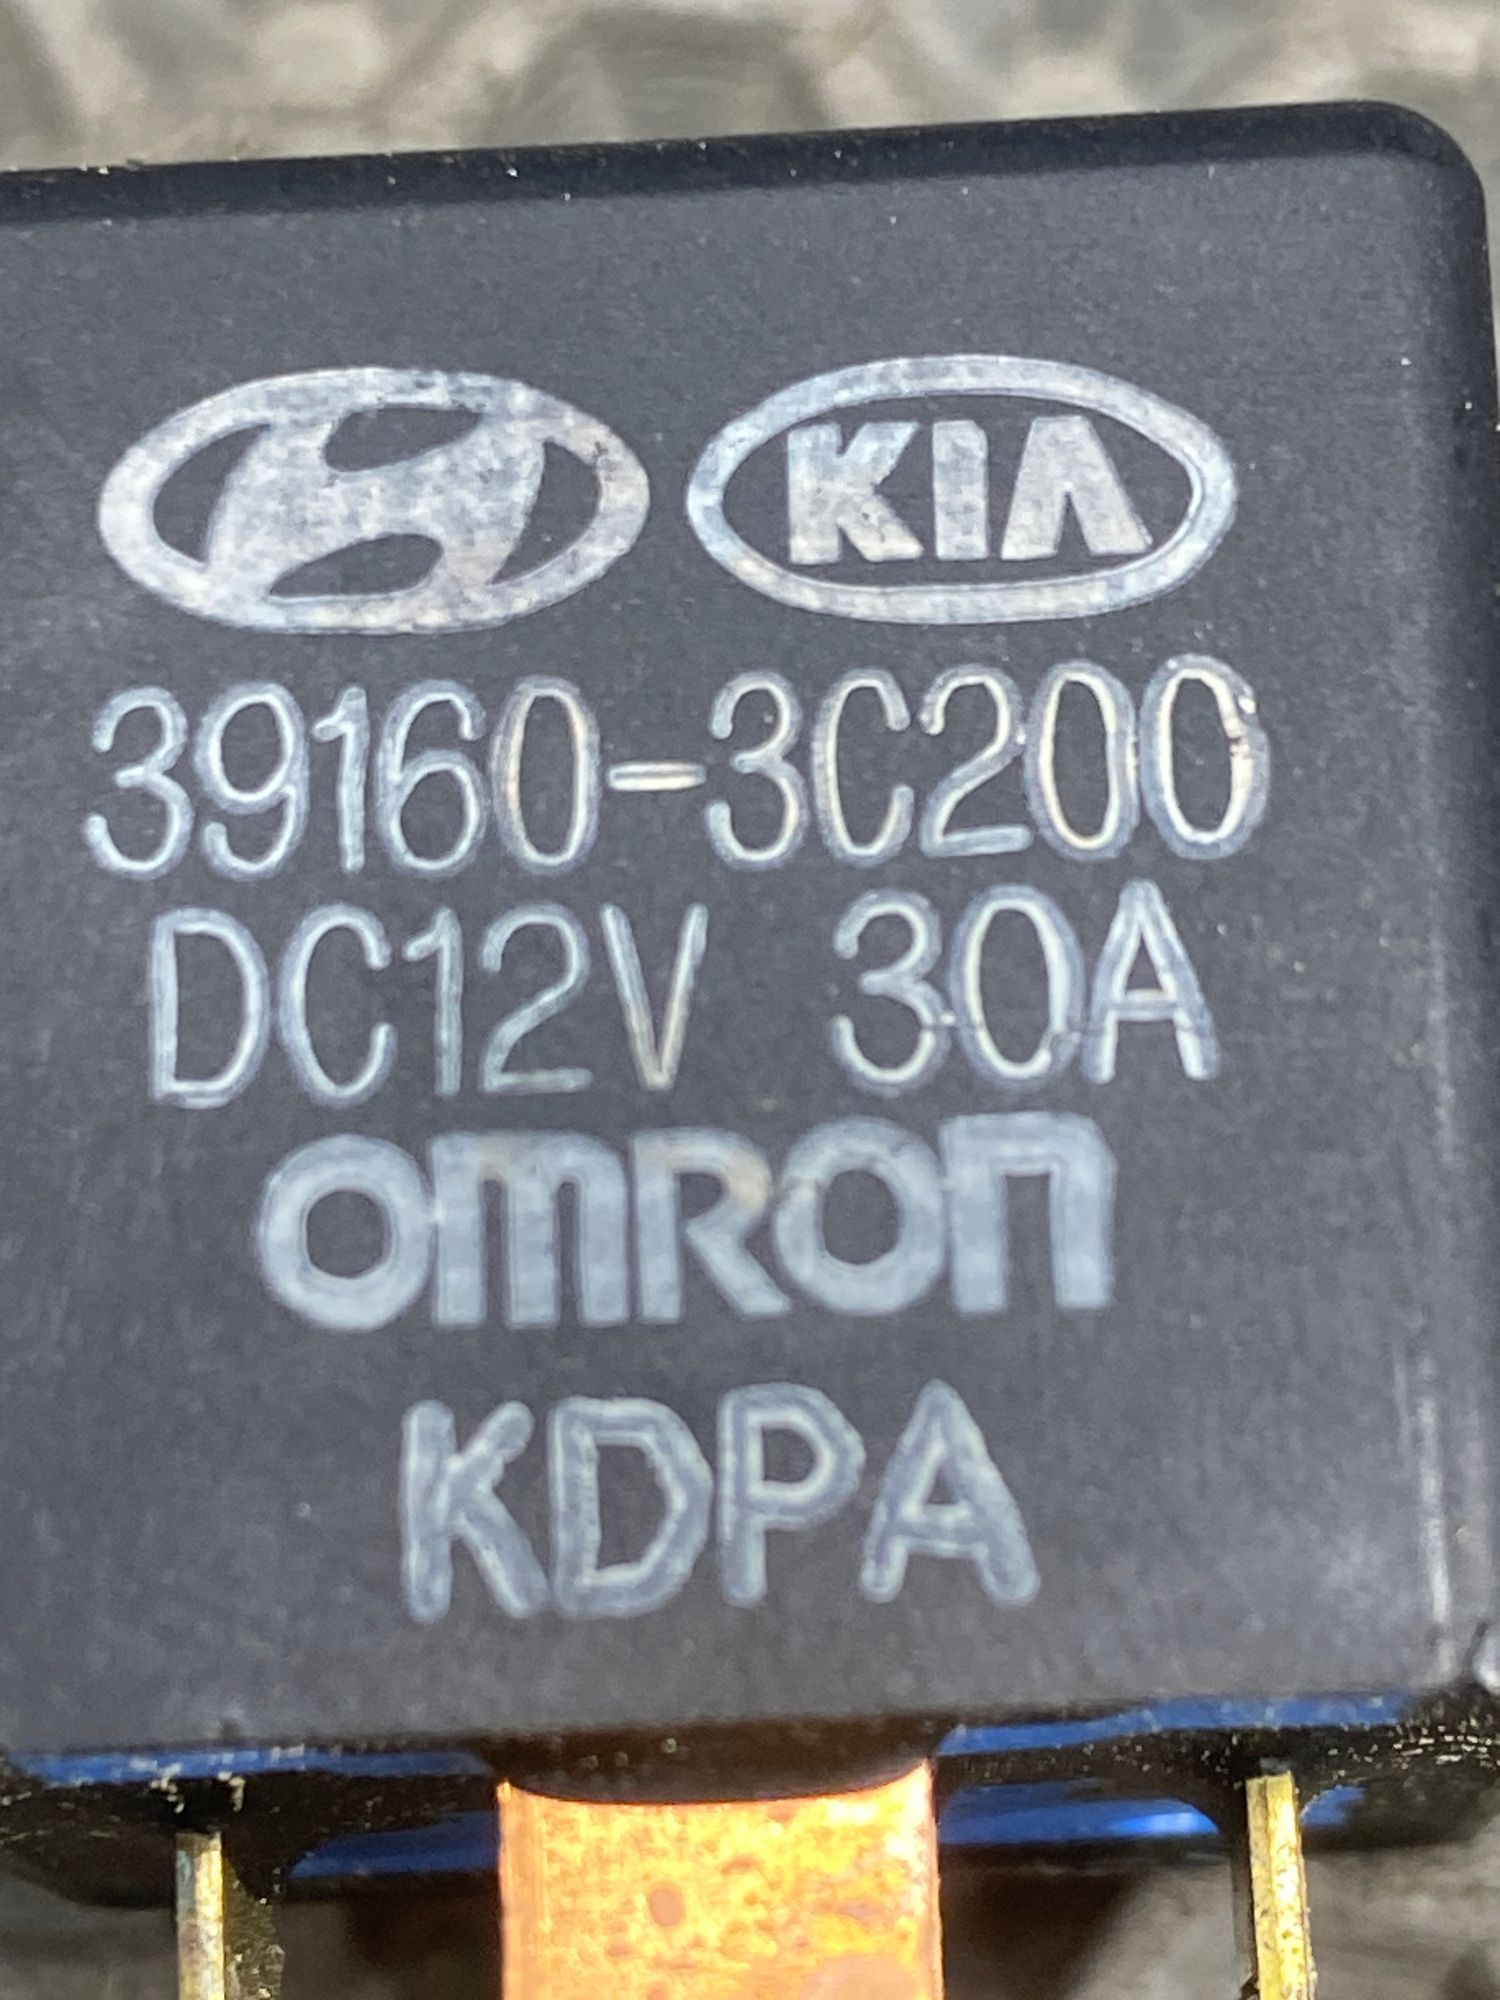 KIA
39160-3C200
DC12V 30A
omron
KDPA